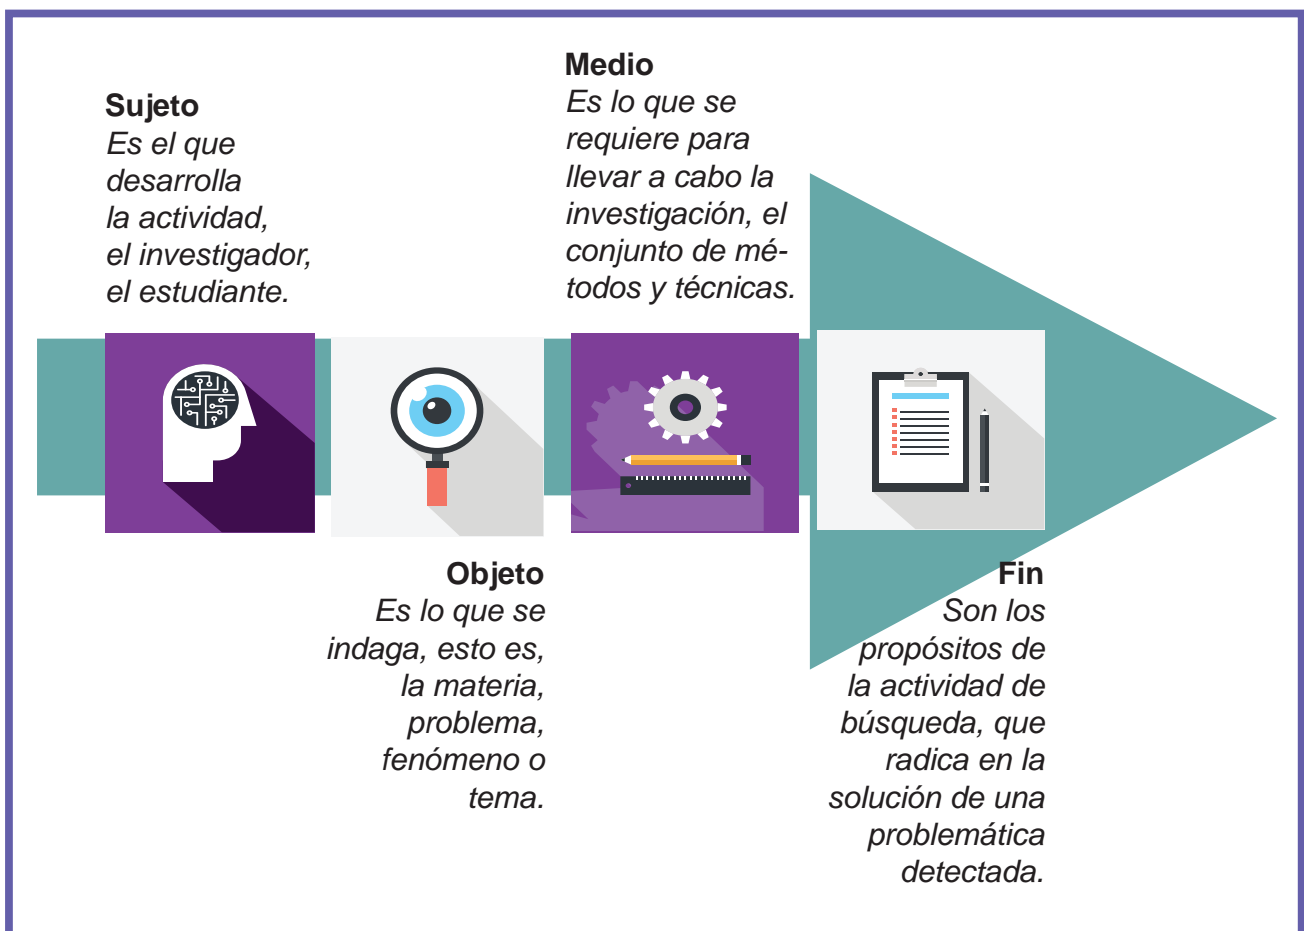 Sujeto
Es el que
desarrolla
la actividad,
el investigador,
el estudiante.
Objeto
Es lo que se
indaga, esto es,
la materia,
problema,
fenómeno o
tema.
Medio
Es lo que se
requiere para
llevar a cabo la
investigación, el
conjunto de mé-
todos y técnicas.
Fin
Son los
propósitos de
la actividad de
búsqueda, que
radica en la
solución de una
problemática
detectada.